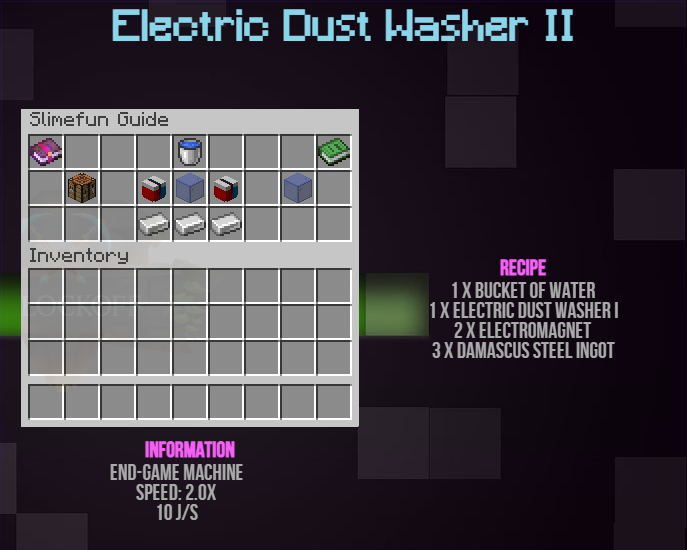 Electric Dust Washer II
Slimefun Guide
Inventory
LOCKOFF
RECIPE
1 X BUCKET OF WATER
1 X ELECTRIC DUST WASHER I
2 X ELECTROMAGNET
3 X DAMASCUS STEEL INGOT
INFORMATION
END-GAME MACHINE
SPEED: 2.0X
10 J/S